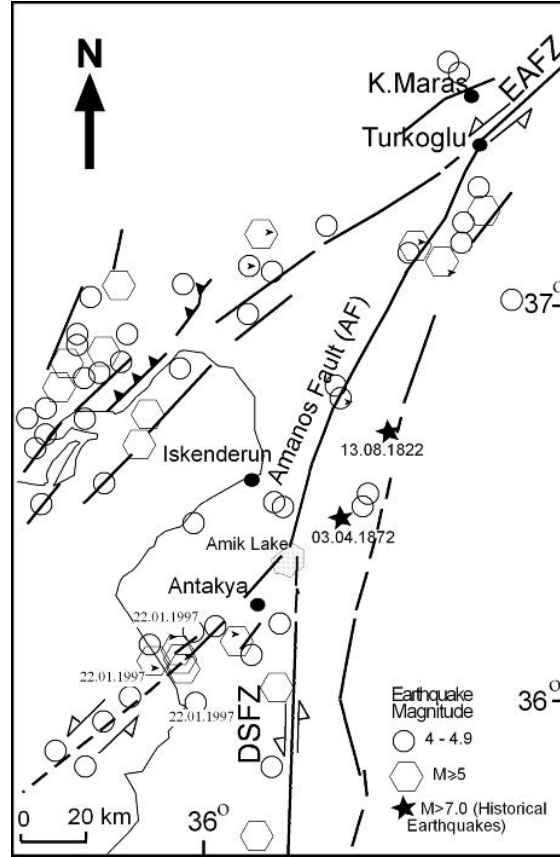 N
K.Maras
EAFZ
Turkoglu
37°
Amanos Fault (AF)
13.08.1822
Iskenderun
03.04.1872
Amik Lake
Antakya
22.01.1997
22.01.1997
22.01.1997
36°
DSFZ
Earthquake
Magnitude
4 - 4.9
M≥5
M>7.0 (Historical
Earthquakes)
0 20 km
36°